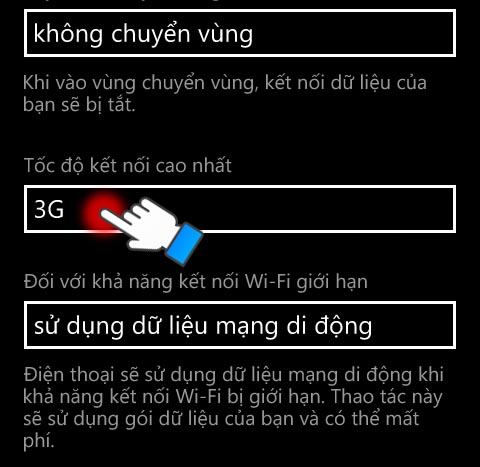 không chuyển vùng
Khi vào vùng chuyển vùng, kết nối dữ liệu của
bạn sẽ bị tắt.
Tốc độ kết nối cao nhất
3G
Đối với khả năng kết nối Wi-Fi giới hạn
sử dụng dữ liệu mạng di động
Điện thoại sẽ sử dụng dữ liệu mạng di động khi
khả năng kết nối Wi-Fi bị giới hạn. Thao tác này
sẽ sử dụng gói dữ liệu của bạn và có thể mất
phí.